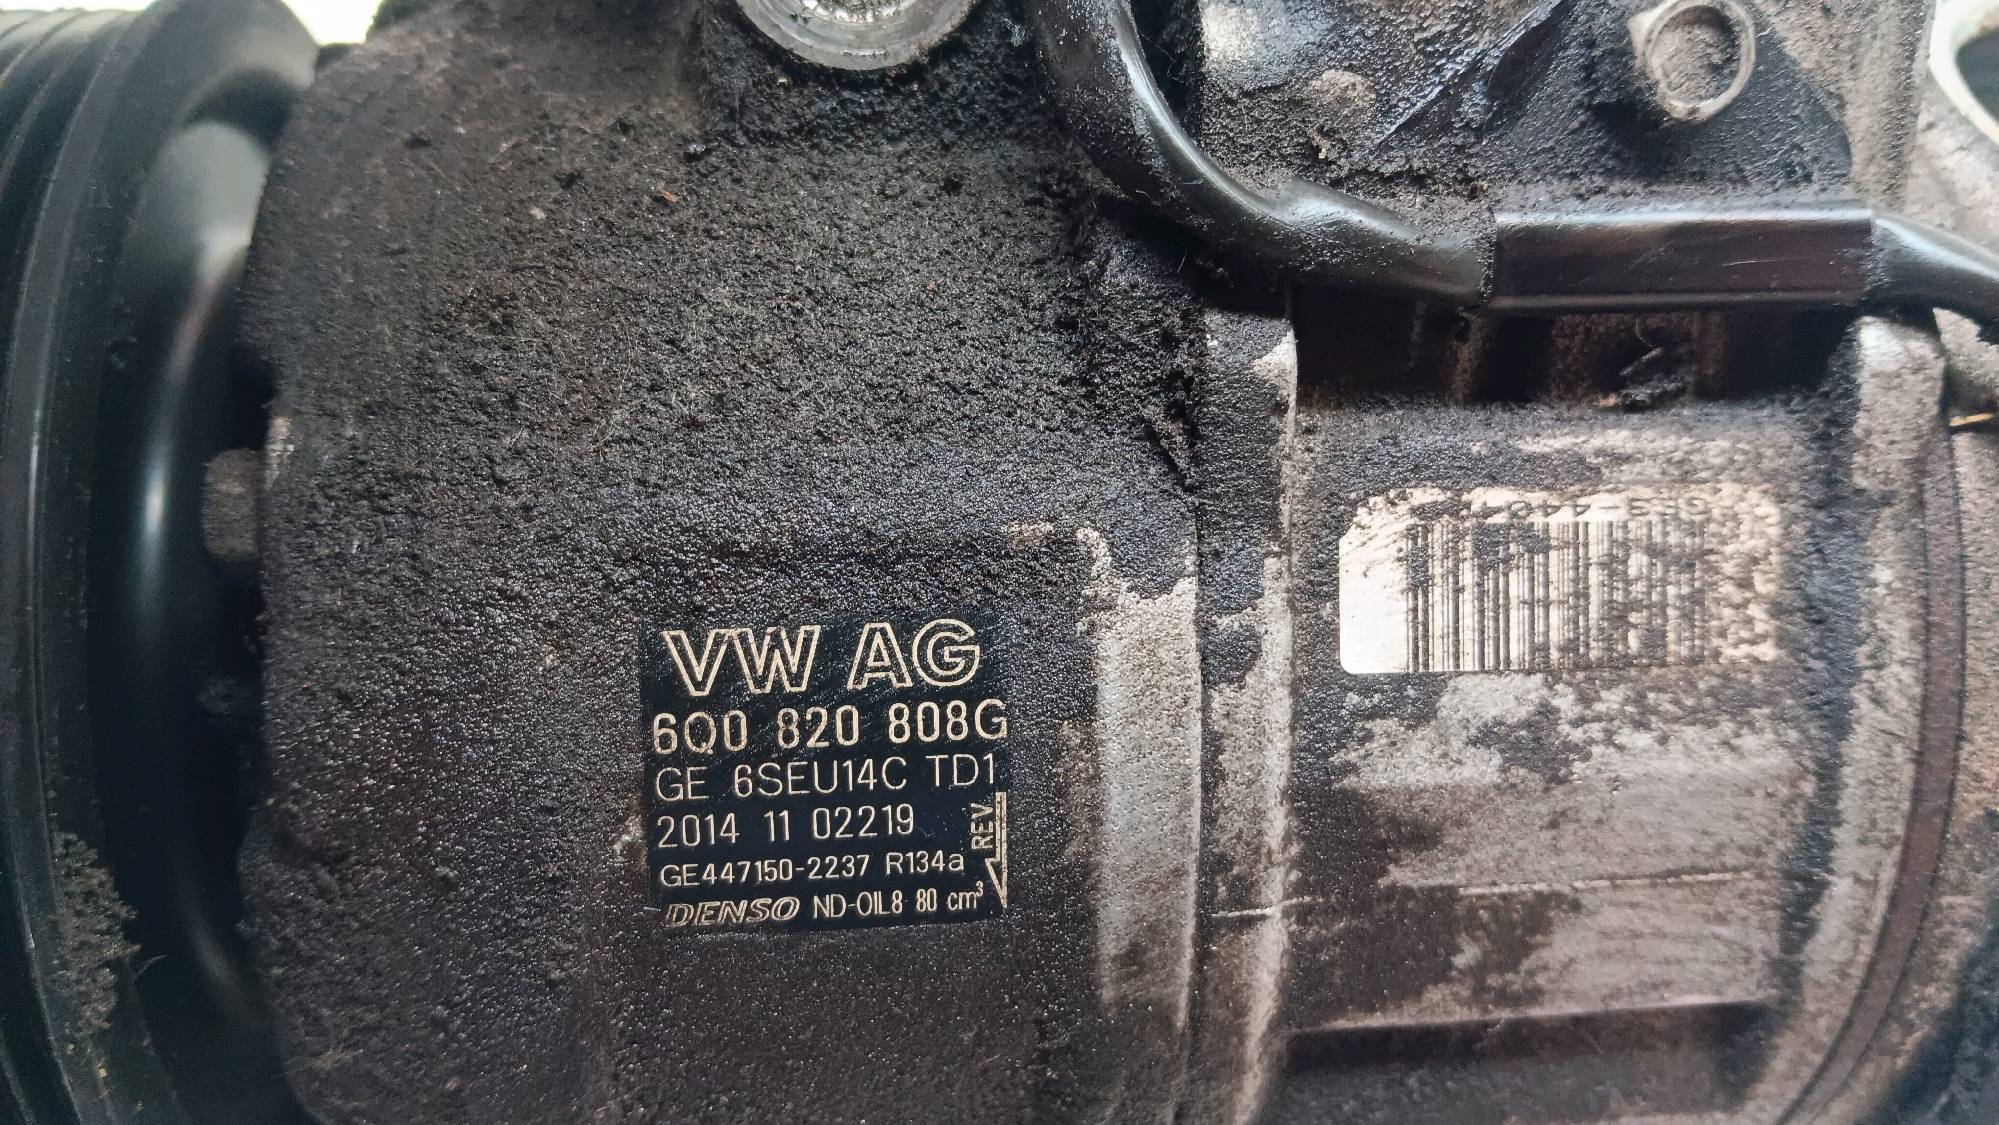 VW AG
6Q0 820 808G
GE 6SEU14C TD1
2014 11 02219
REV
GE447150-2237 R134a
DENSO ND-OIL8 80 cm³